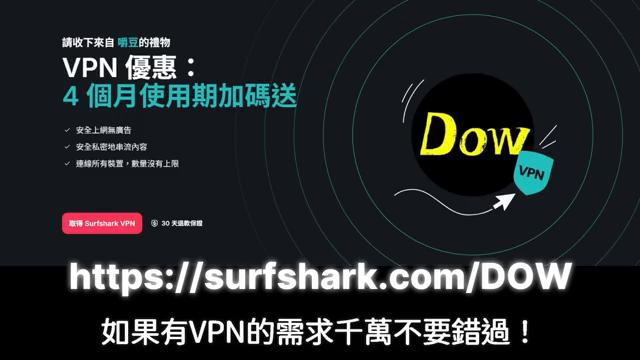 請收下來自 嚼豆的禮物
VPN 優惠：
4 個月使用期加碼送
安全上網無廣告
安全私密地串流內容
連線所有裝置，數量沒有上限
取得 Surfshark VPN
30 天退款保證
Dow
VPN
https://surfshark.com/DOW
如果有VPN的需求千萬不要錯過！